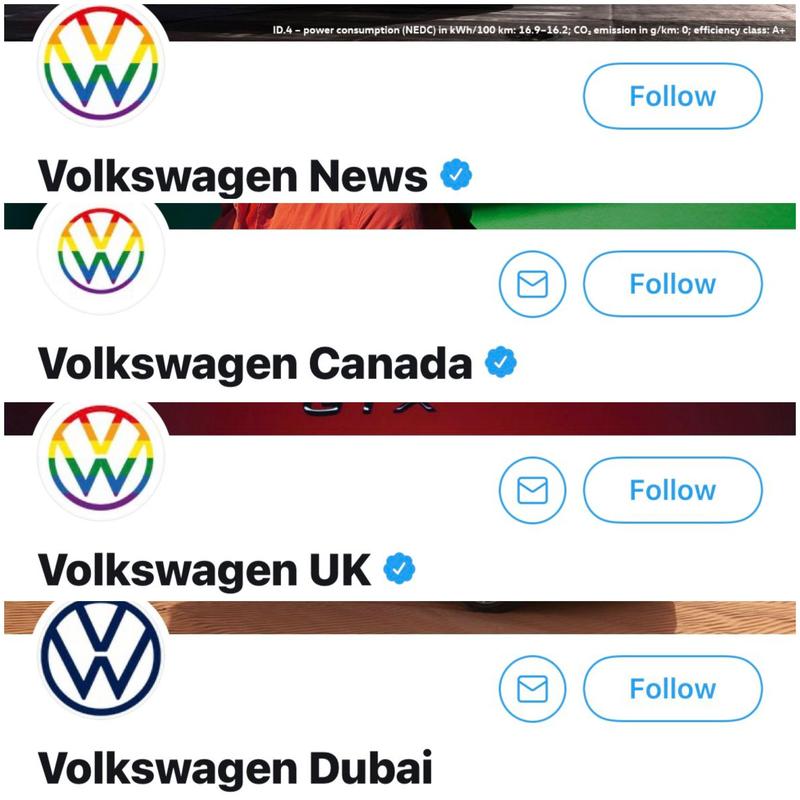 ID.4 – power consumption (NEDC) in kWh/100 km: 16.9–16.2; CO₂ emission in g/km: 0; efficiency class: A+
Follow
Volkswagen News
Follow
Volkswagen Canada
Follow
Volkswagen UK
Follow
Volkswagen Dubai